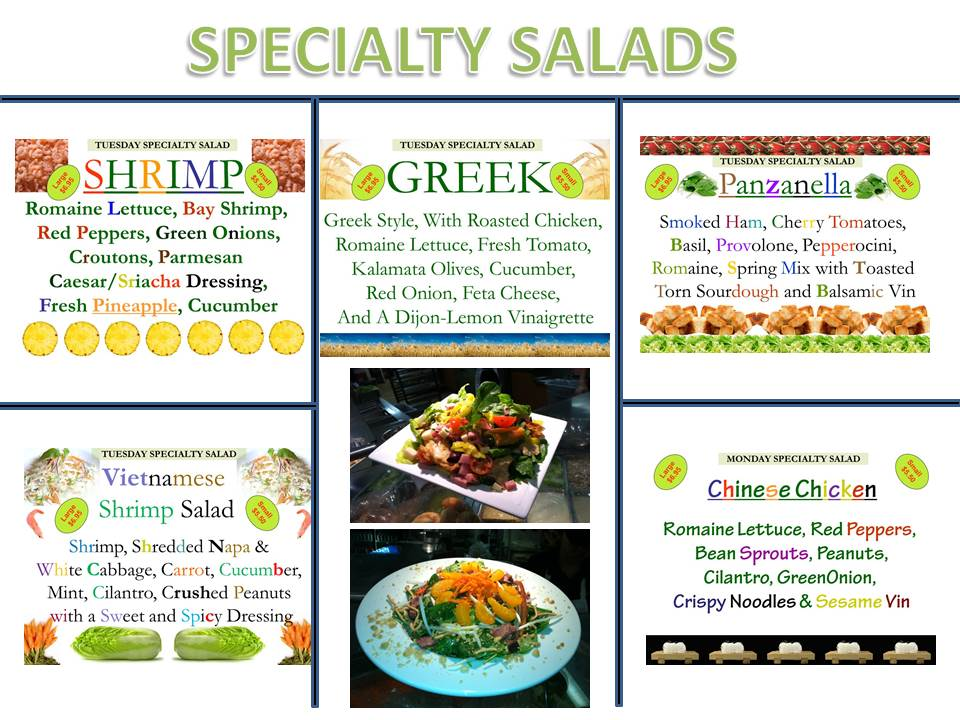 SPECIALTY SALADS
TUESDAY SPECIALTY SALAD
Large
$6.95
SHRIMP
Small
$5.50
Romaine Lettuce, Bay Shrimp,
Red Peppers, Green Onions,
Croutons, Parmesan
Caesar/Sriacha Dressing,
Fresh Pineapple, Cucumber
TUESDAY SPECIALTY SALAD
Large
$6.95
GREEK
Small
$5.50
Greek Style, With Roasted Chicken,
Romaine Lettuce, Fresh Tomato,
Kalamata Olives, Cucumber,
Red Onion, Feta Cheese,
And A Dijon-Lemon Vinaigrette
TUESDAY SPECIALTY SALAD
Large
$6.95
Panzanella
Small
$5.50
Smoked Ham, Cherry Tomatoes,
Basil, Provolone, Pepperocini,
Romaine, Spring Mix with Toasted
Torn Sourdough and Balsamic Vin
TUESDAY SPECIALTY SALAD
Vietnamese
Large
$6.95
Shrimp Salad
Small
$5.50
Shrimp, Shredded Napa &
White Cabbage, Carrot, Cucumber,
Mint, Cilantro, Crushed Peanuts
with a Sweet and Spicy Dressing
MONDAY SPECIALTY SALAD
Large
$6.95
Chinese Chicken
Small
$5.50
Romaine Lettuce, Red Peppers,
Bean Sprouts, Peanuts,
Cilantro, GreenOnion,
Crispy Noodles & Sesame Vin